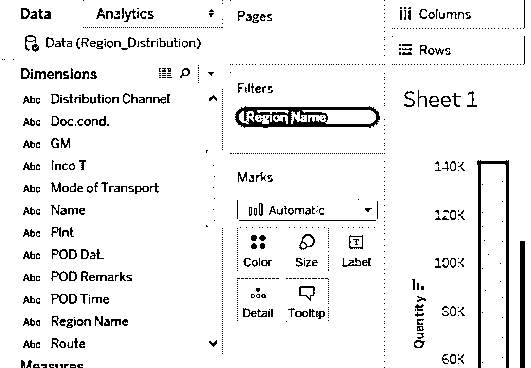 Data Analytics
Data (Region_Distribution)
Dimensions
Abc Distribution Channel
Abc Doc.cond.
Abc GM
Abc Inco T
Abc Mode of Transport
Abc Name
Abc Plnt
Abc POD Dat.
Abc POD Remarks
Abc POD Time
Abc Region Name
Abc Route
Measures
Pages
Filters
Region Name
Marks
Automatic
Color Size Label
Detail Tooltip
Columns
Rows
Sheet 1
Quantity
140K
120K
100K
80K
60K